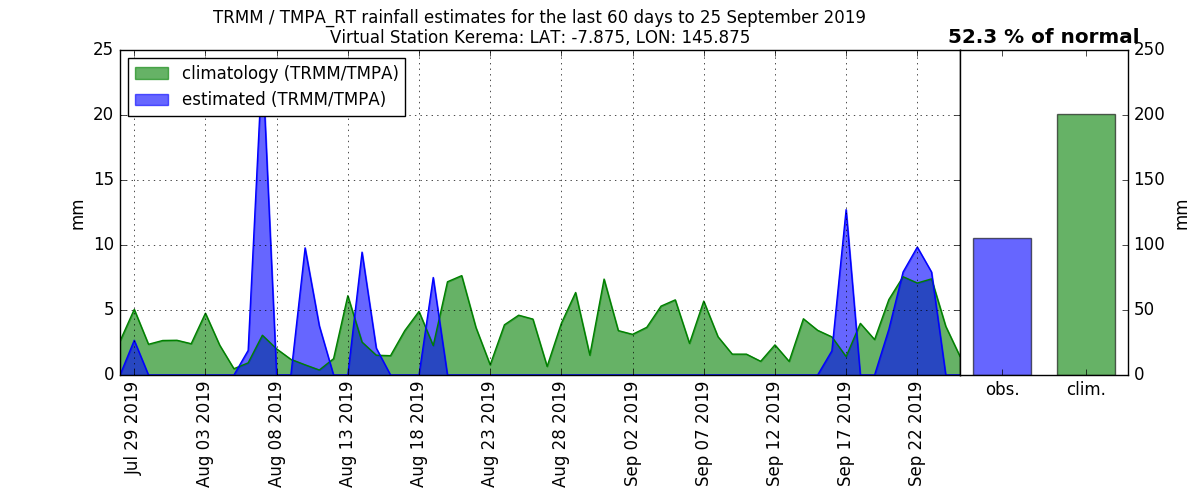 TRMM / TMPA_RT rainfall estimates for the last 60 days to 25 September 2019
Virtual Station Kerema: LAT: -7.875, LON: 145.875
52.3 % of normal
climatology (TRMM/TMPA)
estimated (TRMM/TMPA)
25
20
15
10
5
0
mm
250
200
150
100
50
0
mm
Jul 29 2019
Aug 03 2019
Aug 08 2019
Aug 13 2019
Aug 18 2019
Aug 23 2019
Aug 28 2019
Sep 02 2019
Sep 07 2019
Sep 12 2019
Sep 17 2019
Sep 22 2019
obs.
clim.